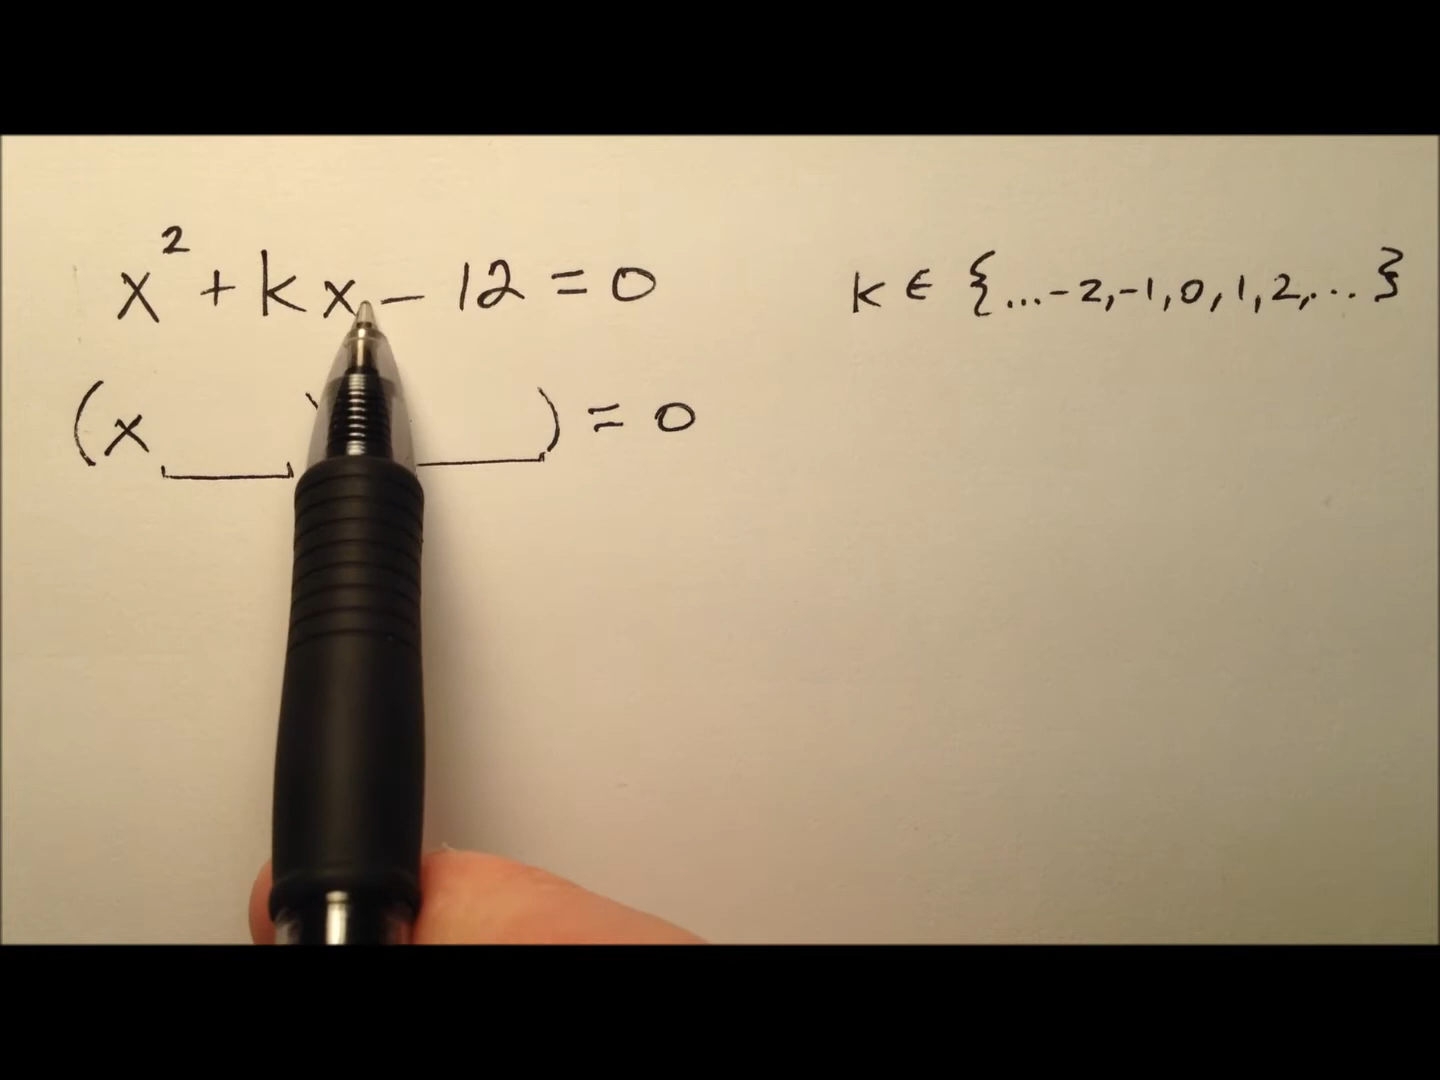 x² + kx - 12 = 0
k ∈ {...-2,-1,0,1,2,...}
(x ___ ___) = 0